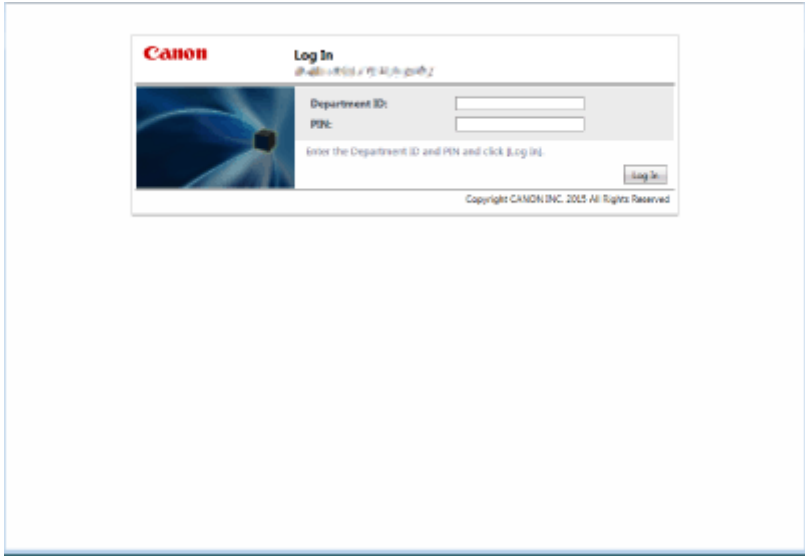 Canon
Log In
Department ID:
PIN:
Enter the Department ID and PIN and click [Log In].
Log In
Copyright CANON INC. 2015 All Rights Reserved